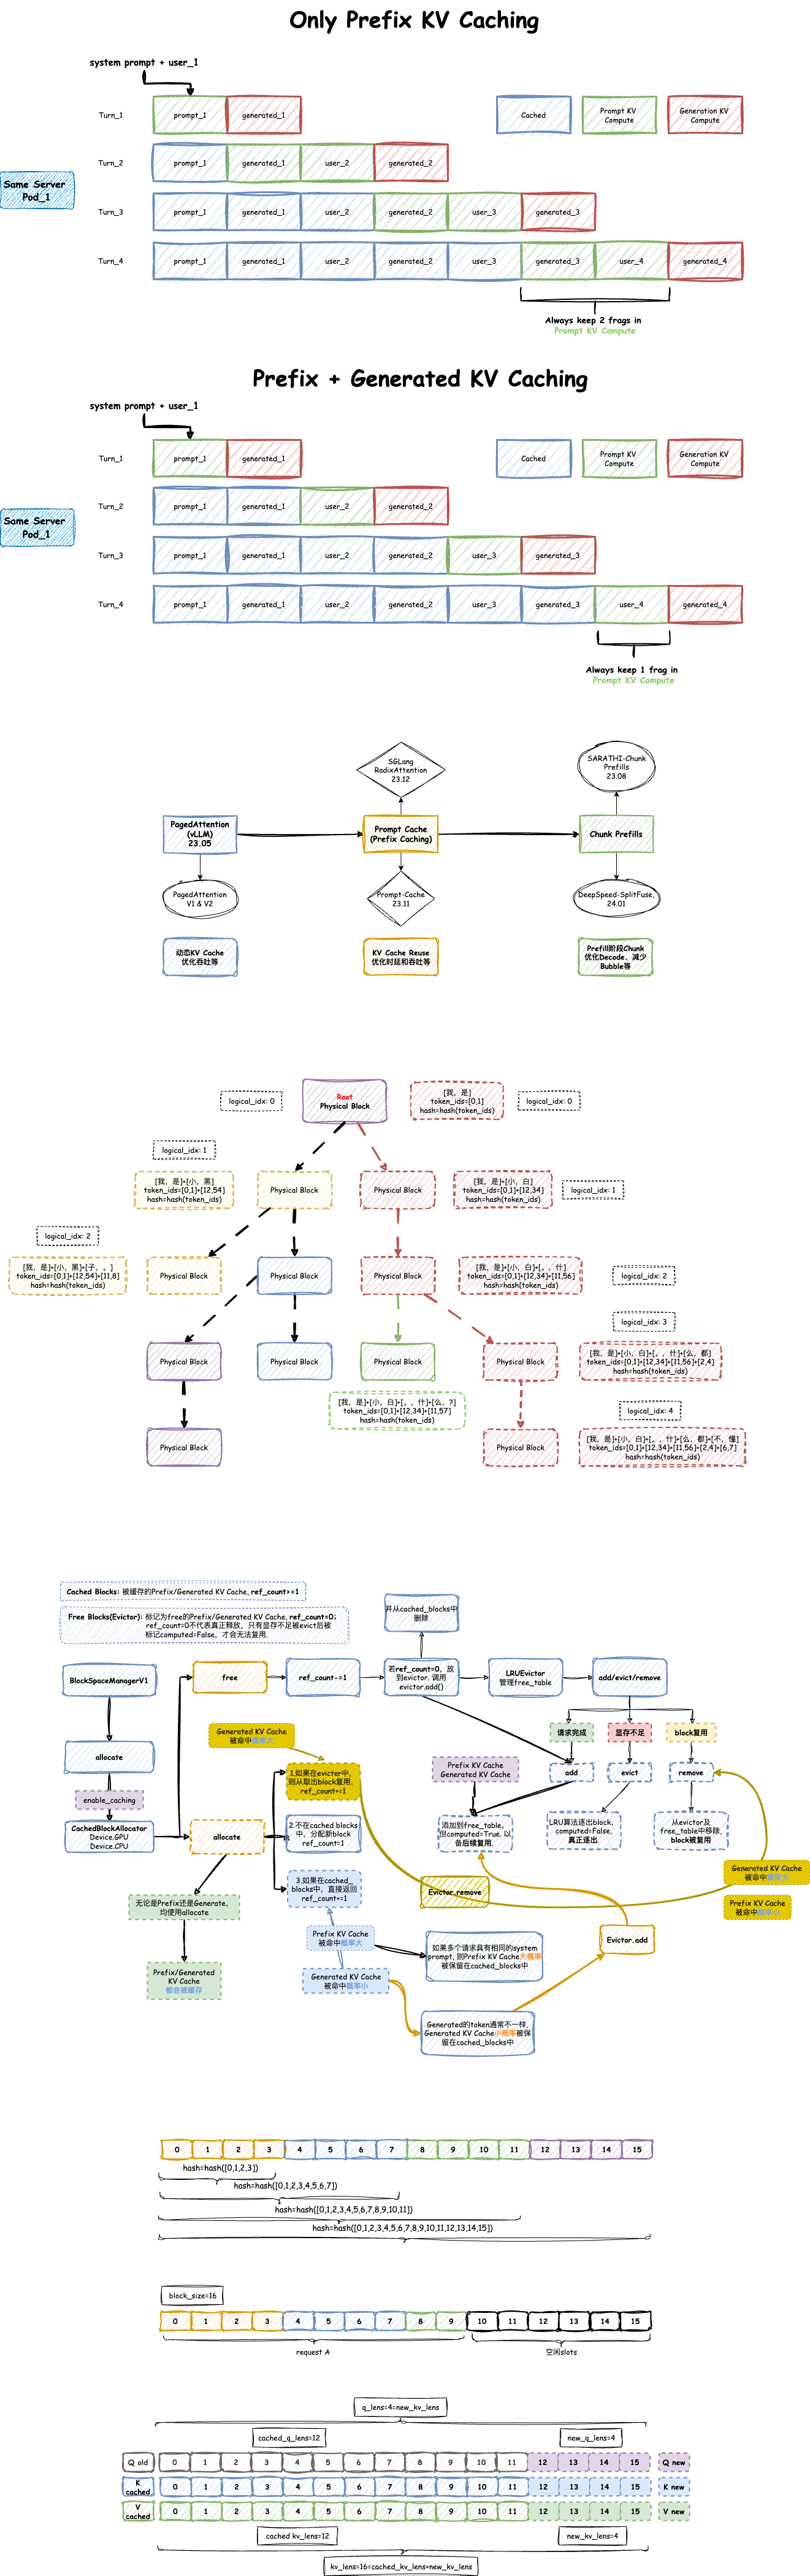 Only Prefix KV Caching
system prompt + user_1
Turn_1
prompt_1
generated_1
Cached
Prompt KV
Compute
Generation KV
Compute
Turn_2
prompt_1
generated_1
user_2
generated_2
Same Server
Pod_1
Turn_3
prompt_1
generated_1
user_2
generated_2
user_3
generated_3
Turn_4
prompt_1
generated_1
user_2
generated_2
user_3
generated_3
user_4
generated_4
Always keep 2 frags in
Prompt KV Compute
Prefix + Generated KV Caching
system prompt + user_1
Turn_1
prompt_1
generated_1
Cached
Prompt KV
Compute
Generation KV
Compute
Turn_2
prompt_1
generated_1
user_2
generated_2
Same Server
Pod_1
Turn_3
prompt_1
generated_1
user_2
generated_2
user_3
generated_3
Turn_4
prompt_1
generated_1
user_2
generated_2
user_3
generated_3
user_4
generated_4
Always keep 1 frag in
Prompt KV Compute
SGLang
RadixAttention
23.12
SARATHI-Chunk
Prefills
23.08
PagedAttention
(vLLM)
23.05
Prompt Cache
(Prefix Caching)
Chunk Prefills
PagedAttention
V1 & V2
Prompt-Cache
23.11
DeepSpeed-SplitFuse,
24.01
动态KV Cache
优化吞吐等
KV Cache Reuse
优化时延和吞吐等
Prefill阶段Chunk
优化Decode、减少
Bubble等
logical_idx: 0
Root
Physical Block
[我，是]
token_ids=[0,1]
hash=hash(token_ids)
logical_idx: 0
logical_idx: 1
[我，是]+[小，黑]
token_ids=[0,1]+[12,54]
hash=hash(token_ids)
Physical Block
Physical Block
[我，是]+[小，白]
token_ids=[0,1]+[12,34]
hash=hash(token_ids)
logical_idx: 1
logical_idx: 2
[我，是]+[小，黑]+[子，。]
token_ids=[0,1]+[12,54]+[11,8]
hash=hash(token_ids)
Physical Block
Physical Block
Physical Block
[我，是]+[小，白]+[，，什]
token_ids=[0,1]+[12,34]+[11,56]
hash=hash(token_ids)
logical_idx: 2
logical_idx: 3
Physical Block
Physical Block
Physical Block
Physical Block
[我，是]+[小，白]+[，，什]+[么，都]
token_ids=[0,1]+[12,34]+[11,56]+[2,4]
hash=hash(token_ids)
[我，是]+[小，白]+[，，什]+[么，?]
token_ids=[0,1]+[12,34]+[11,57]
hash=hash(token_ids)
logical_idx: 4
Physical Block
Physical Block
[我，是]+[小，白]+[，，什]+[么，都]+[不，懂]
token_ids=[0,1]+[12,34]+[11,56]+[2,4]+[6,7]
hash=hash(token_ids)
Cached Blocks: 被缓存的Prefix/Generated KV Cache, ref_count>=1
Free Blocks(Evictor): 标记为free的Prefix/Generated KV Cache, ref_count=0;
ref_count=0不代表真正释放，只有显存不足被evict后被
标记computed=False，才会无法复用.
并从cached_blocks中
删除
BlockSpaceManagerV1
free
ref_count-=1
若ref_count=0，放
到evictor. 调用
evictor.add()
LRUEvictor
管理free_table
add/evict/remove
Generated KV Cache
被命中概率大
请求完成
显存不足
block复用
allocate
1.如果在evictor中,
则从取出block复用,
ref_count+=1
Prefix KV Cache
Generated KV Cache
add
evict
remove
enable_caching
CachedBlockAllocator
Device.GPU
Device.CPU
allocate
2.不在cached blocks
中，分配新block
ref_count=1
添加到free_table,
但computed=True. 以
备后续复用.
LRU算法逐出block,
computed=False,
真正逐出.
从evictor及
free_table中移除,
block被复用
3.如果在cached_
blocks中，直接返回
ref_count+=1
Generated KV Cache
被命中概率大
Evictor.remove
无论是Prefix还是Generate,
均使用allocate
Prefix KV Cache
被命中概率小
Prefix KV Cache
被命中概率大
Evictor.add
如果多个请求具有相同的system
prompt, 则Prefix KV Cache大概率
被保留在cached_blocks中
Prefix/Generated
KV Cache
都会被缓存
Generated KV Cache
被命中概率小
Generated的token通常不一样,
Generated KV Cache小概率被保
留在cached_blocks中
0 1 2 3 4 5 6 7 8 9 10 11 12 13 14 15
hash=hash([0,1,2,3])
hash=hash([0,1,2,3,4,5,6,7])
hash=hash([0,1,2,3,4,5,6,7,8,9,10,11])
hash=hash([0,1,2,3,4,5,6,7,8,9,10,11,12,13,14,15])
block_size=16
0 1 2 3 4 5 6 7 8 9 10 11 12 13 14 15
request A
空闲slots
q_lens=4=new_kv_lens
cached_q_lens=12
new_q_lens=4
Q old 0 1 2 3 4 5 6 7 8 9 10 11 12 13 14 15 Q new
K
cached 0 1 2 3 4 5 6 7 8 9 10 11 12 13 14 15 K new
V
cached 0 1 2 3 4 5 6 7 8 9 10 11 12 13 14 15 V new
cached kv_lens=12
new_kv_lens=4
kv_lens=16=cached_kv_lens+new_kv_lens